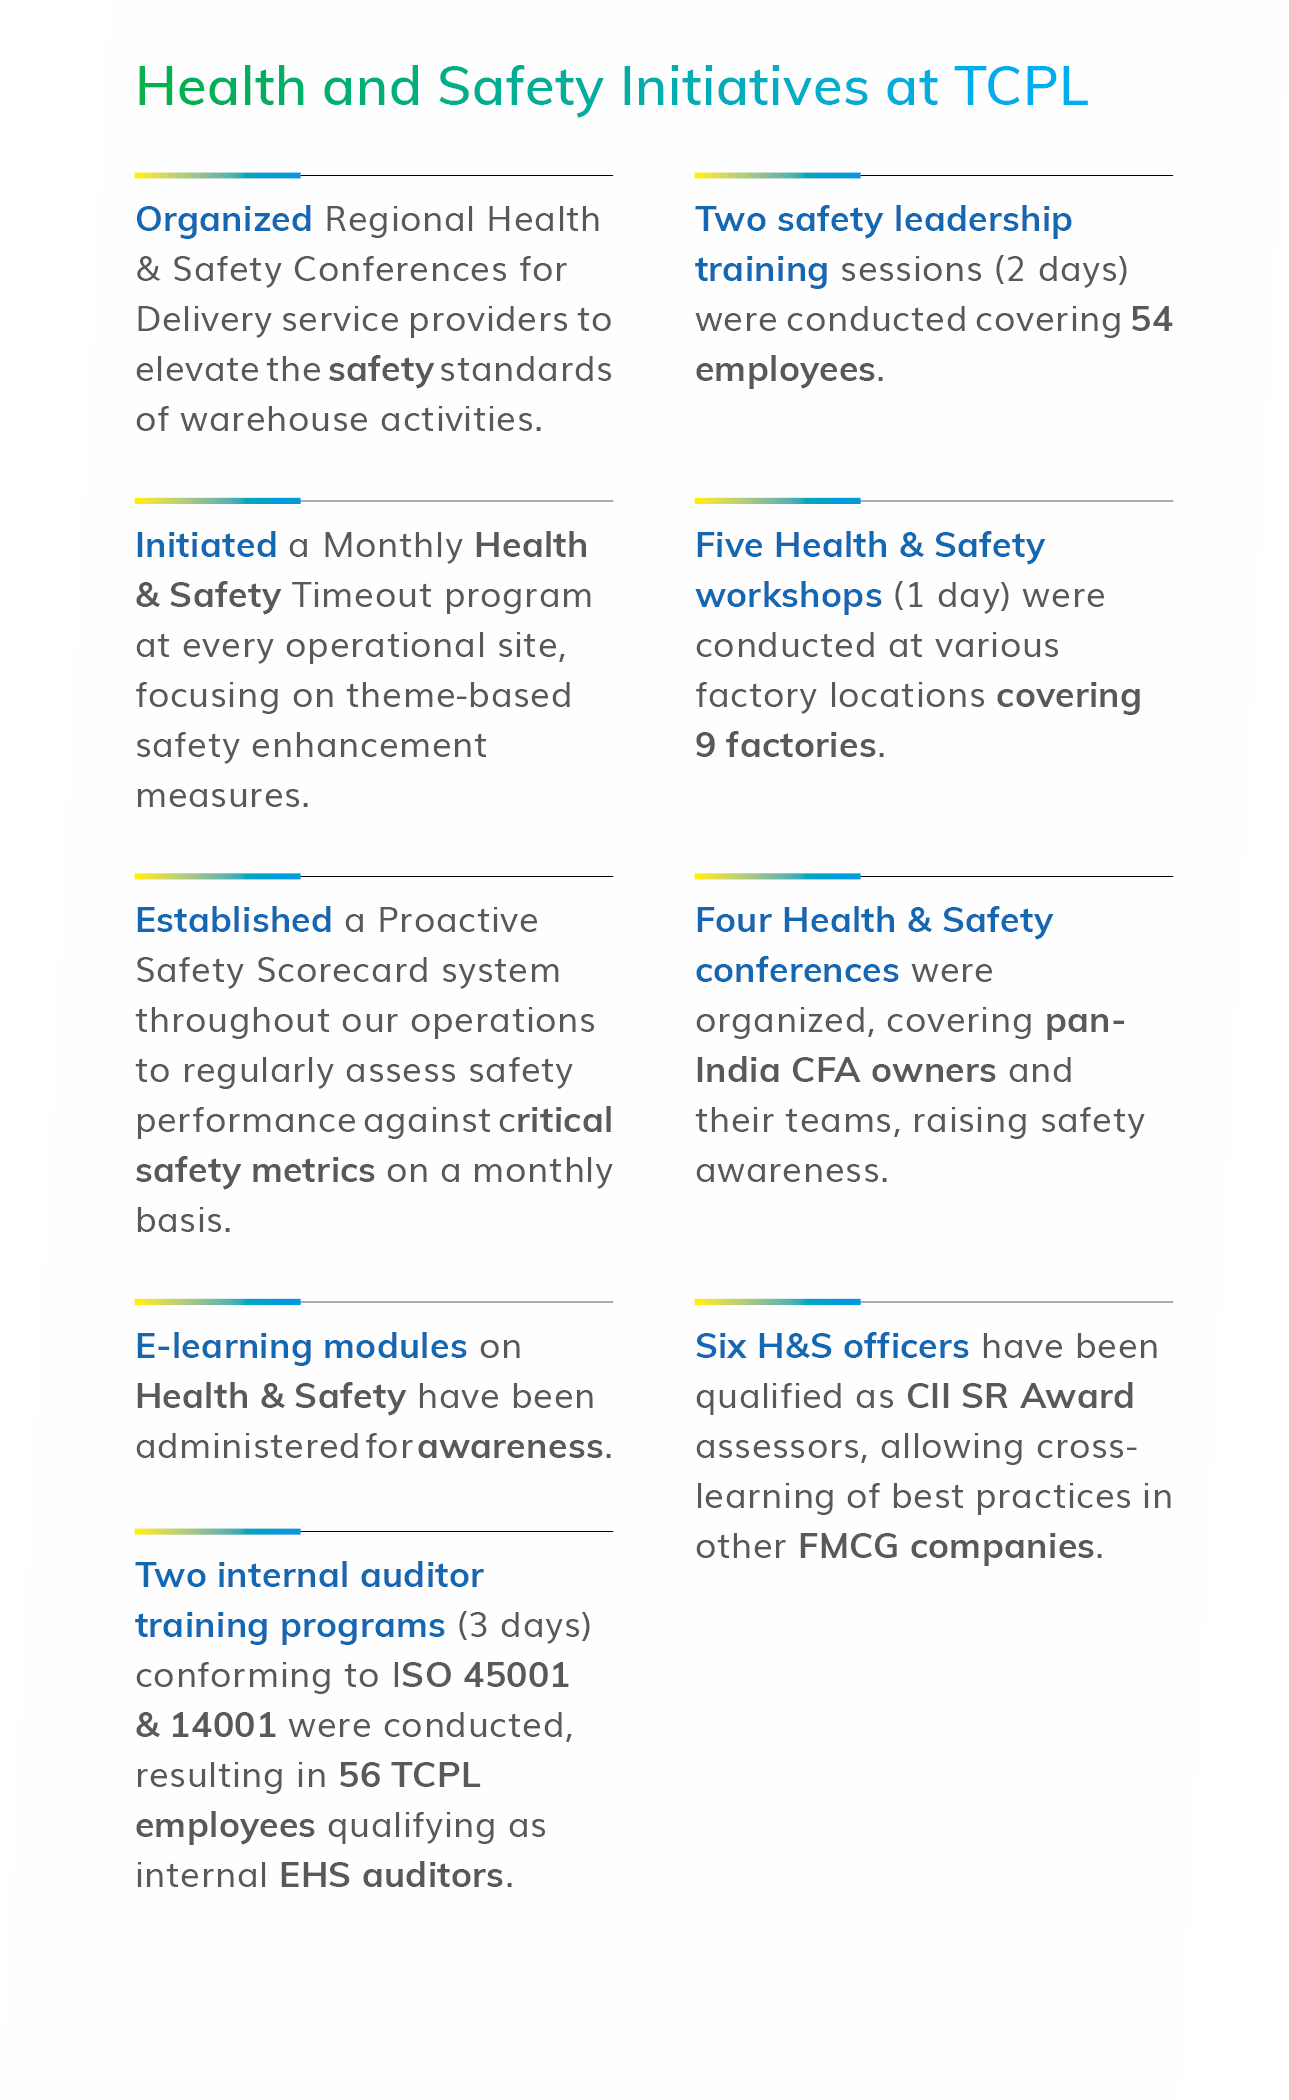 Health and Safety Initiatives at TCPL
Organized Regional Health
& Safety Conferences for
Delivery service providers to
elevate the safety standards
of warehouse activities.
Initiated a Monthly Health
& Safety Timeout program
at every operational site,
focusing on theme-based
safety enhancement
measures.
Established a Proactive
Safety Scorecard system
throughout our operations
to regularly assess safety
performance against critical
safety metrics on a monthly
basis.
E-learning modules on
Health & Safety have been
administered for awareness.
Two internal auditor
training programs (3 days)
conforming to ISO 45001
& 14001 were conducted,
resulting in 56 TCPL
employees qualifying as
internal EHS auditors.
Two safety leadership
training sessions (2 days)
were conducted covering 54
employees.
Five Health & Safety
workshops (1 day) were
conducted at various
factory locations covering
9 factories.
Four Health & Safety
conferences were
organized, covering pan-
India CFA owners and
their teams, raising safety
awareness.
Six H&S officers have been
qualified as CII SR Award
assessors, allowing cross-
learning of best practices in
other FMCG companies.